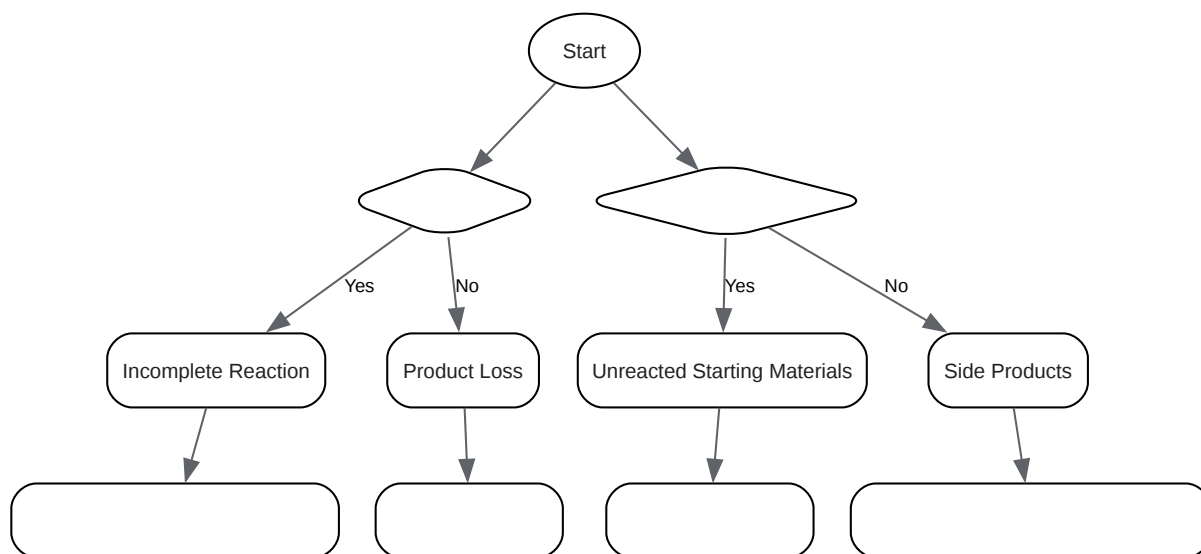 Start
Yes
No
Yes
No
Incomplete Reaction
Product Loss
Unreacted Starting Materials
Side Products